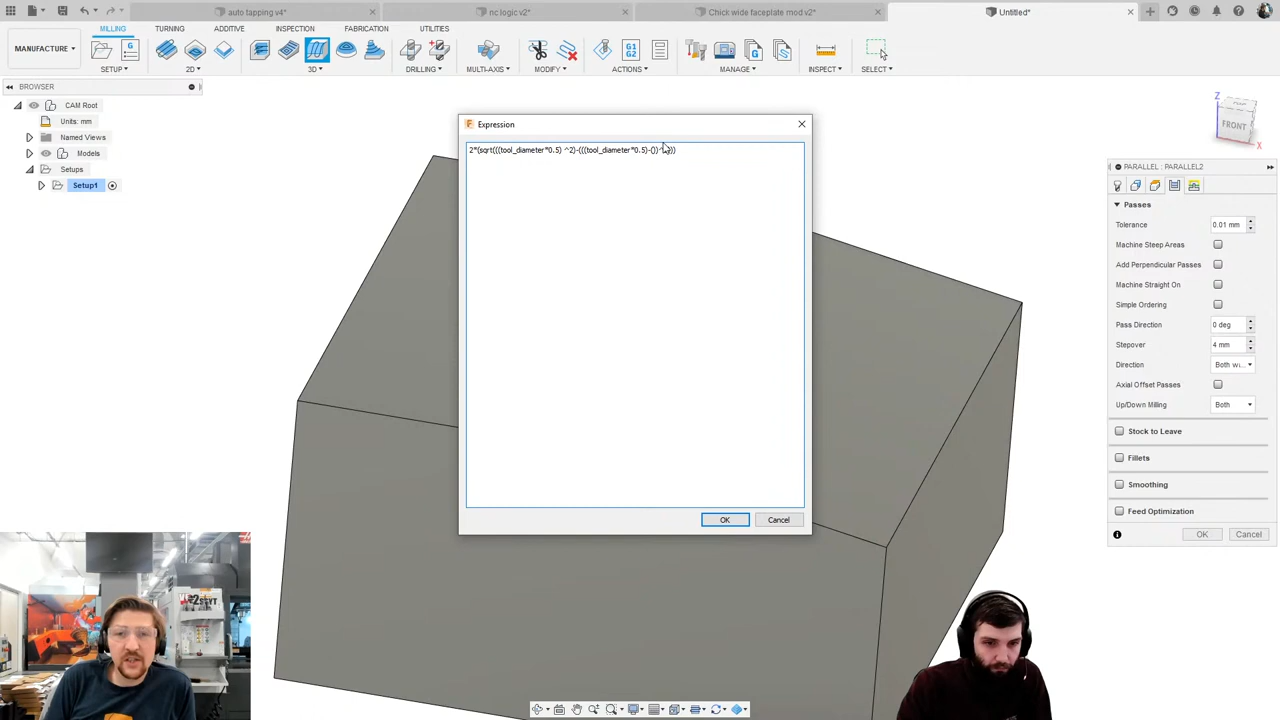 auto tapping v4*
nc logic v2*
Chick wide faceplate mod v2*
Untitled*
MILLING
TURNING
ADDITIVE
INSPECTION
FABRICATION
UTILITIES
MANUFACTURE
SETUP
2D
3D
DRILLING
MULTI-AXIS
MODIFY
ACTIONS
MANAGE
INSPECT
SELECT
G1
G2
BROWSER
CAM Root
Units: mm
Named Views
Models
Setups
Setup1
Expression
OK
Cancel
Z
FRONT
X
PARALLEL : PARALLEL2
Passes
Tolerance
0.01 mm
Machine Steep Areas
Add Perpendicular Passes
Machine Straight On
Simple Ordering
Pass Direction
0 deg
Stepover
4 mm
Direction
Both wi...
Axial Offset Passes
Up/Down Milling
Both
Stock to Leave
Fillets
Smoothing
Feed Optimization
OK
Cancel